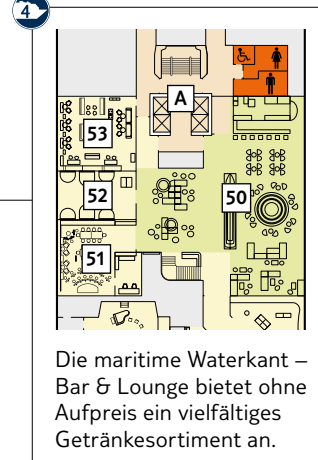 4
A
53
52
50
51
Die maritime Waterkant –
Bar & Lounge bietet ohne
Aufpreis ein vielfältiges
Getränkesortiment an.